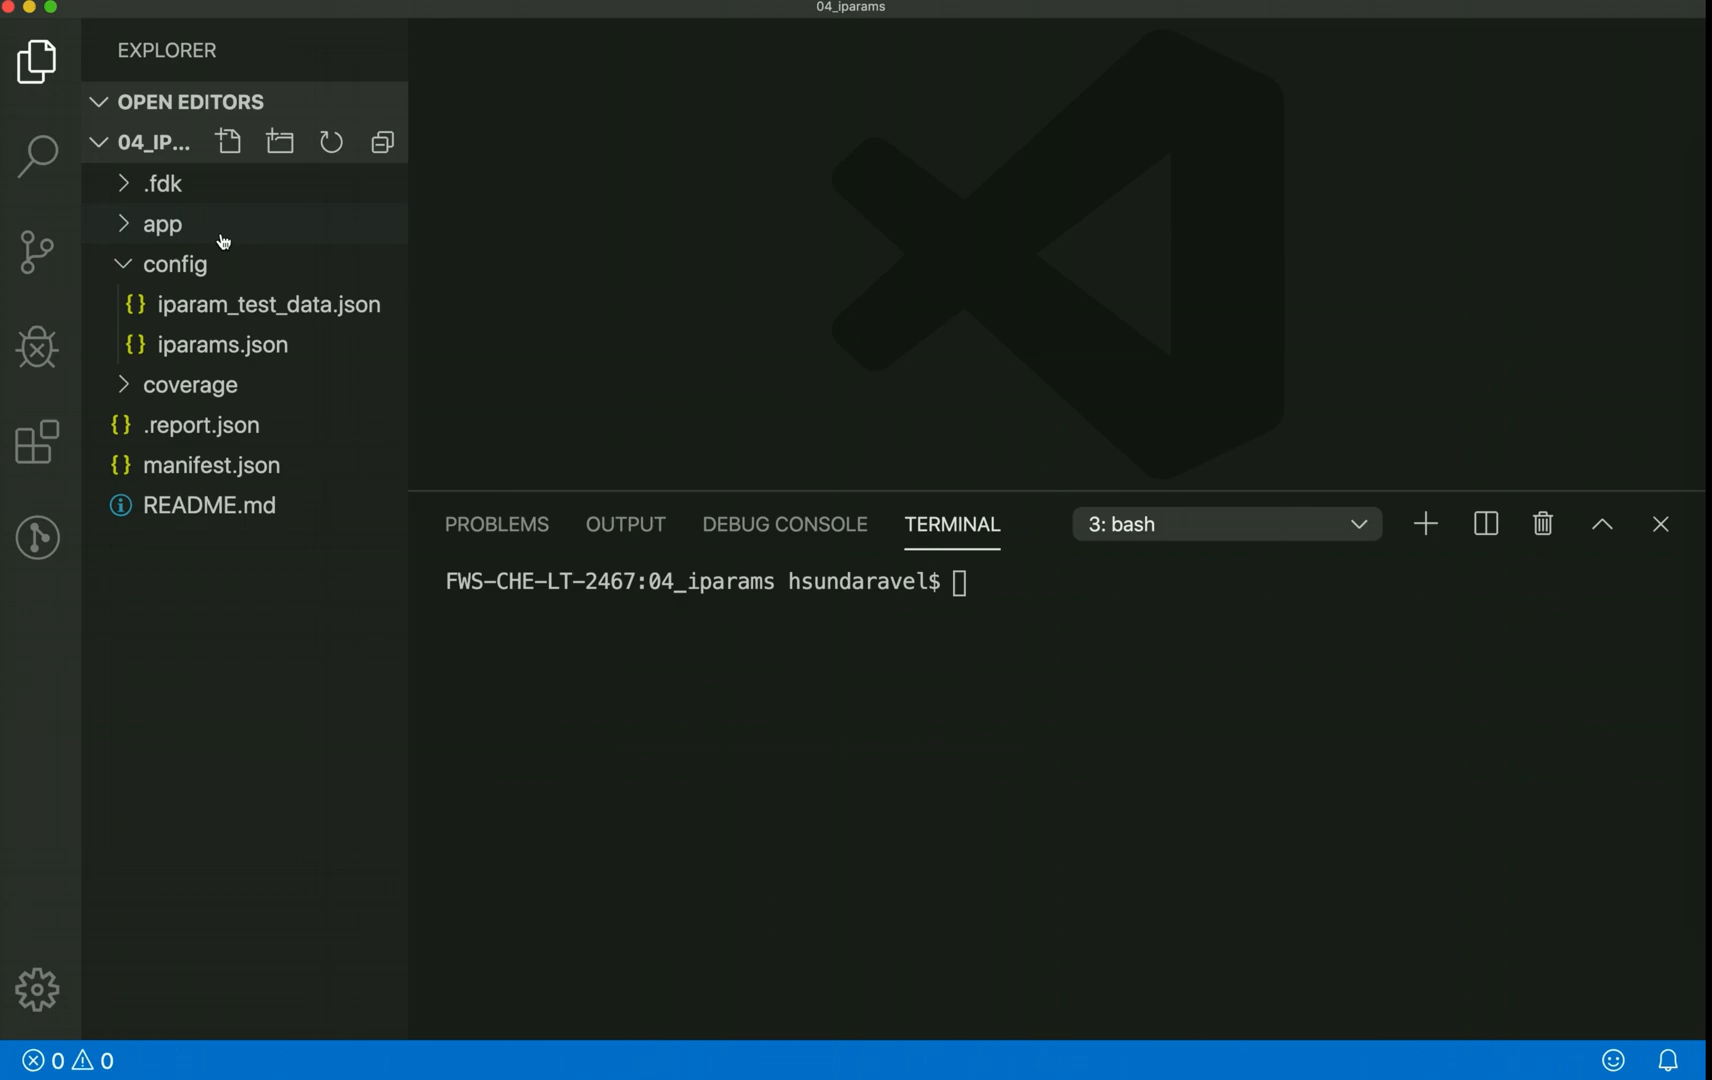 04_iparams
EXPLORER
OPEN EDITORS
04_IP...
.fdk
app
config
{} iparam_test_data.json
{} iparams.json
coverage
{} .report.json
{} manifest.json
README.md
PROBLEMS OUTPUT DEBUG CONSOLE TERMINAL 3: bash
FWS-CHE-LT-2467:04_iparams hsundaravel$
0 0